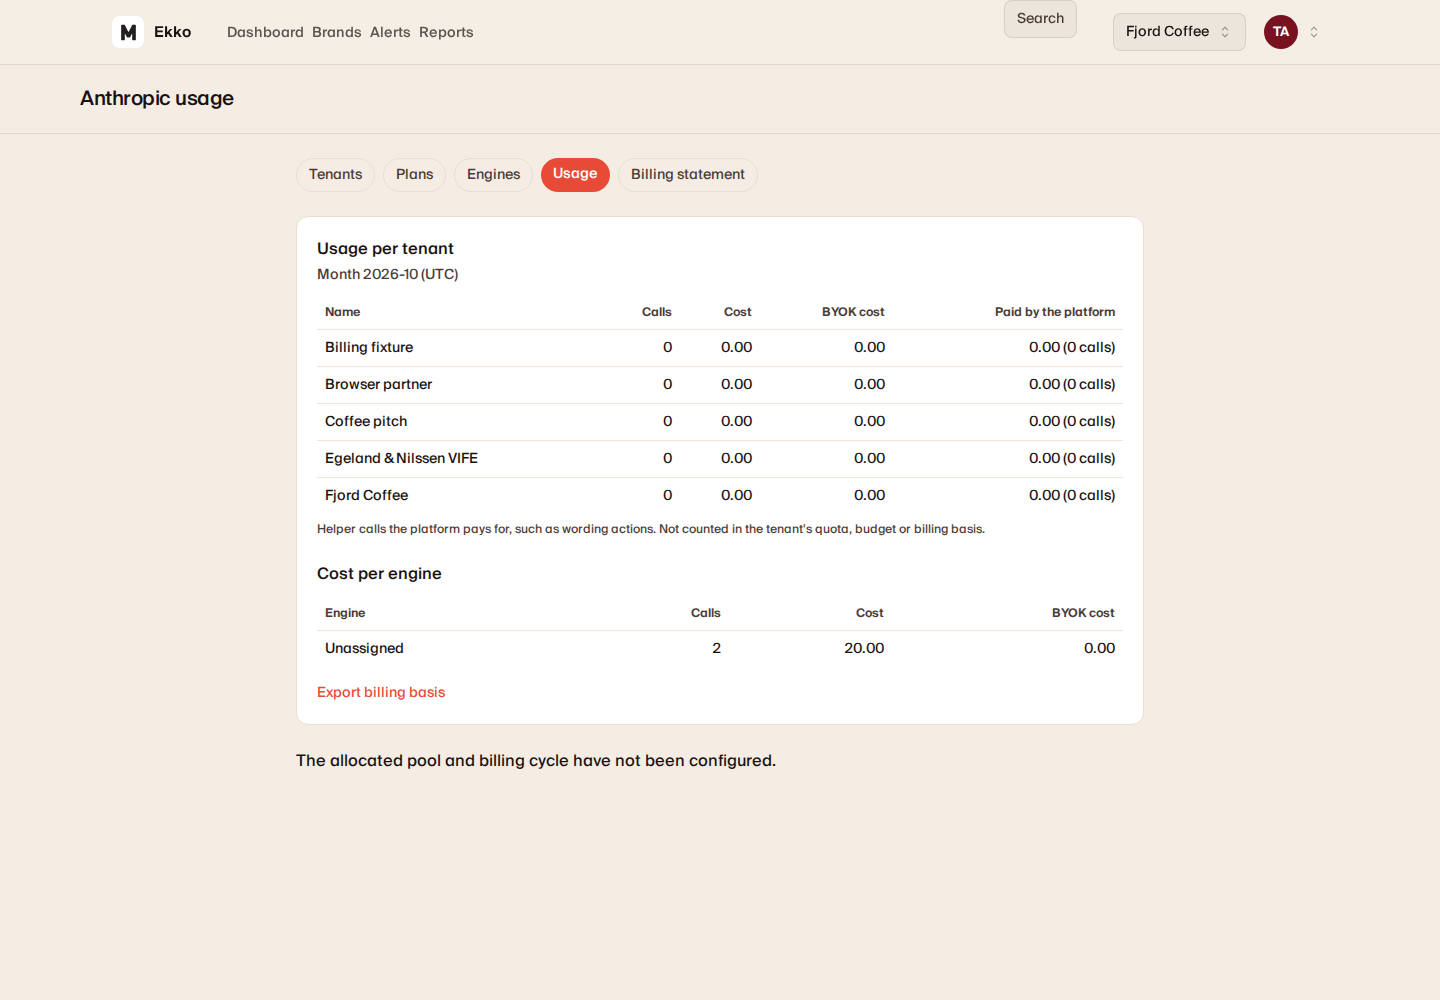 M Ekko Dashboard Brands Alerts Reports Search Fjord Coffee TA
Anthropic usage
Tenants Plans Engines Usage Billing statement
Usage per tenant
Month 2026-10 (UTC)
Name Calls Cost BYOK cost Paid by the platform
Billing fixture 0 0.00 0.00 0.00 (0 calls)
Browser partner 0 0.00 0.00 0.00 (0 calls)
Coffee pitch 0 0.00 0.00 0.00 (0 calls)
Egeland & Nilssen VIFE 0 0.00 0.00 0.00 (0 calls)
Fjord Coffee 0 0.00 0.00 0.00 (0 calls)
Helper calls the platform pays for, such as wording actions. Not counted in the tenant's quota, budget or billing basis.
Cost per engine
Engine Calls Cost BYOK cost
Unassigned 2 20.00 0.00
Export billing basis
The allocated pool and billing cycle have not been configured.